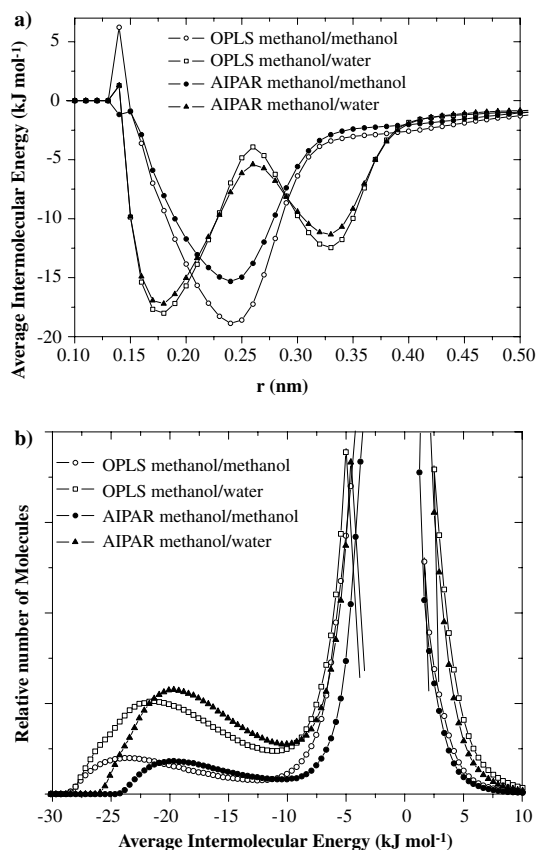 a)
OPLS methanol/methanol
OPLS methanol/water
AIPAR methanol/methanol
AIPAR methanol/water
Average Intermolecular Energy (kJ mol-1)
5
0
-5
-10
-15
-20
0.10 0.15 0.20 0.25 0.30 0.35 0.40 0.45 0.50
r (nm)
b)
OPLS methanol/methanol
OPLS methanol/water
AIPAR methanol/methanol
AIPAR methanol/water
Relative number of Molecules
-30 -25 -20 -15 -10 -5 0 5 10
Average Intermolecular Energy (kJ mol-1)